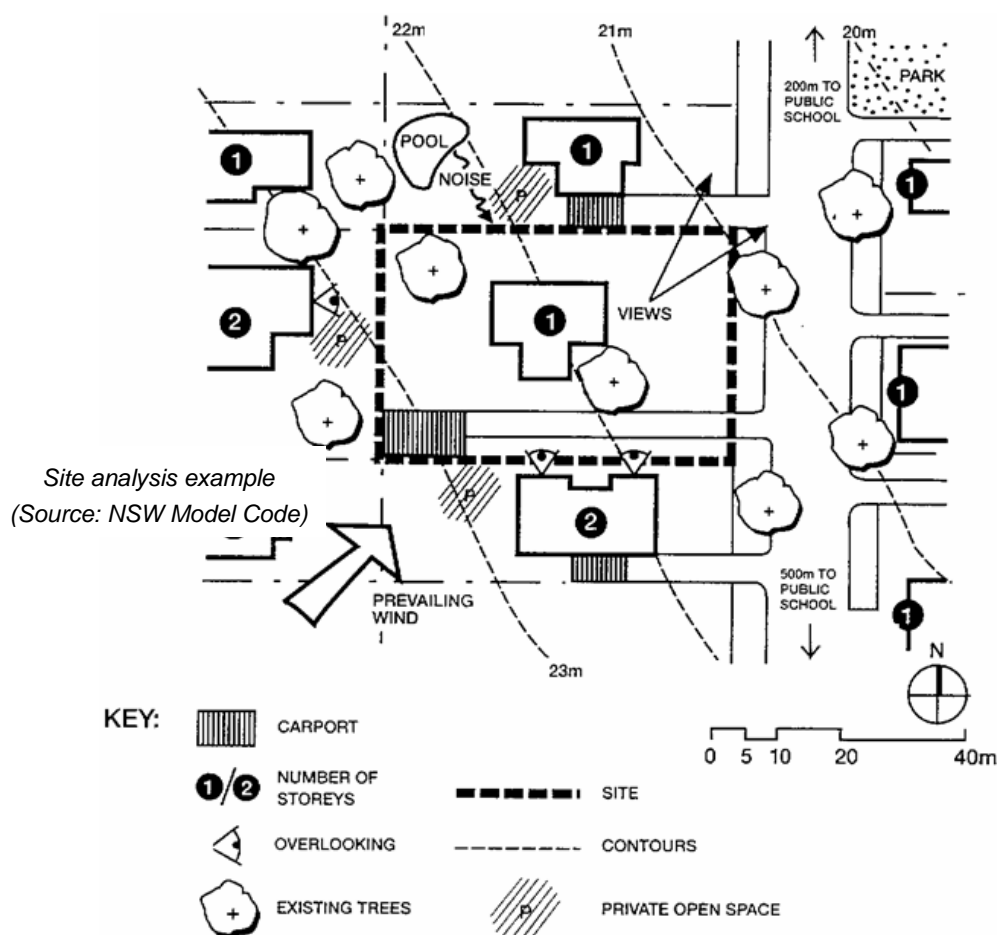 22m
21m
20m
PARK
200m TO
PUBLIC
SCHOOL
1
1
1
POOL
NOISE
P
2
1
VIEWS
P
1
Site analysis example
(Source: NSW Model Code)
P
2
PREVAILING
WIND
500m TO
PUBLIC
SCHOOL
1
23m
N
KEY:
CARPORT
0 5 10 20 40m
1/2 NUMBER OF
STOREYS
SITE
OVERLOOKING
CONTOURS
EXISTING TREES
P PRIVATE OPEN SPACE